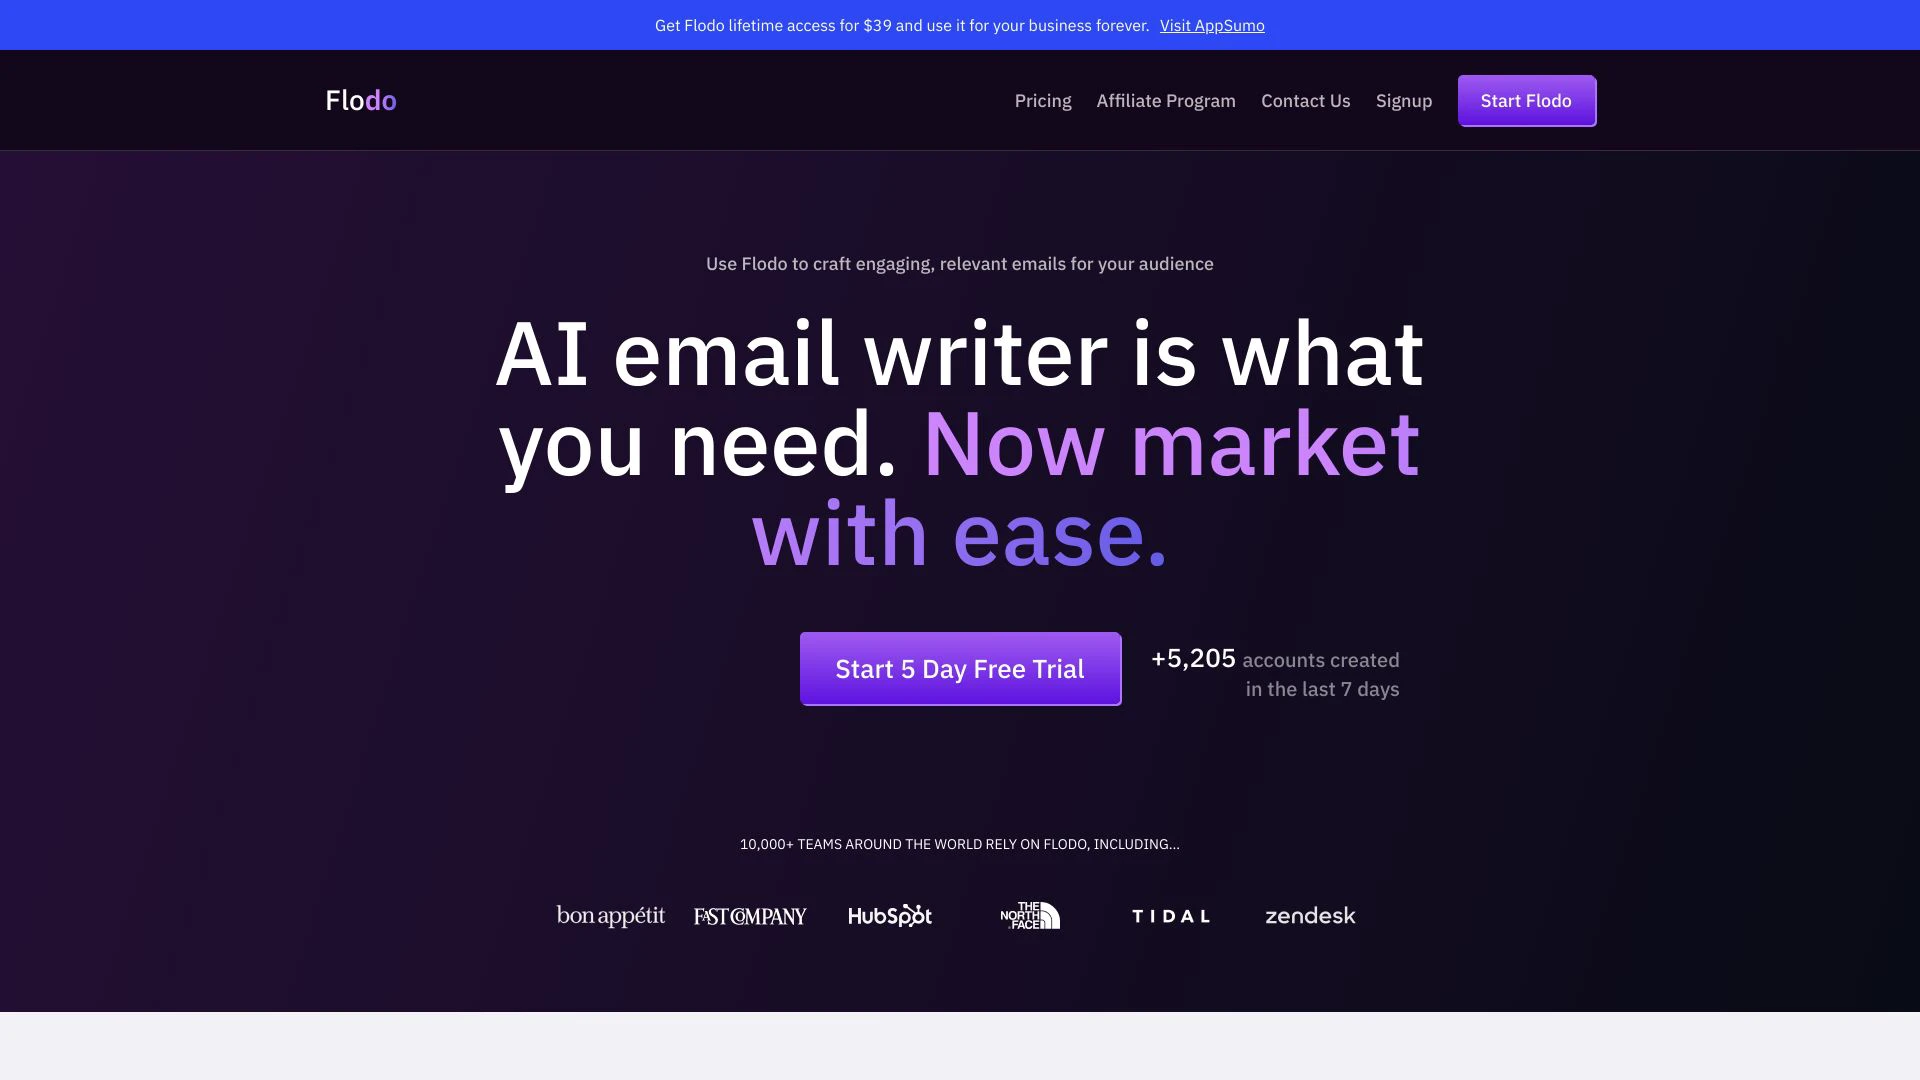 Get Flodo lifetime access for $39 and use it for your business forever. Visit AppSumo
Flodo
Pricing Affiliate Program Contact Us Signup Start Flodo
Use Flodo to craft engaging, relevant emails for your audience
AI email writer is what
you need. Now market
with ease.
Start 5 Day Free Trial
+5,205 accounts created
in the last 7 days
10,000+ TEAMS AROUND THE WORLD RELY ON FLODO, INCLUDING...
bon appétit FAST COMPANY HubSpot THE NORTH FACE TIDAL zendesk